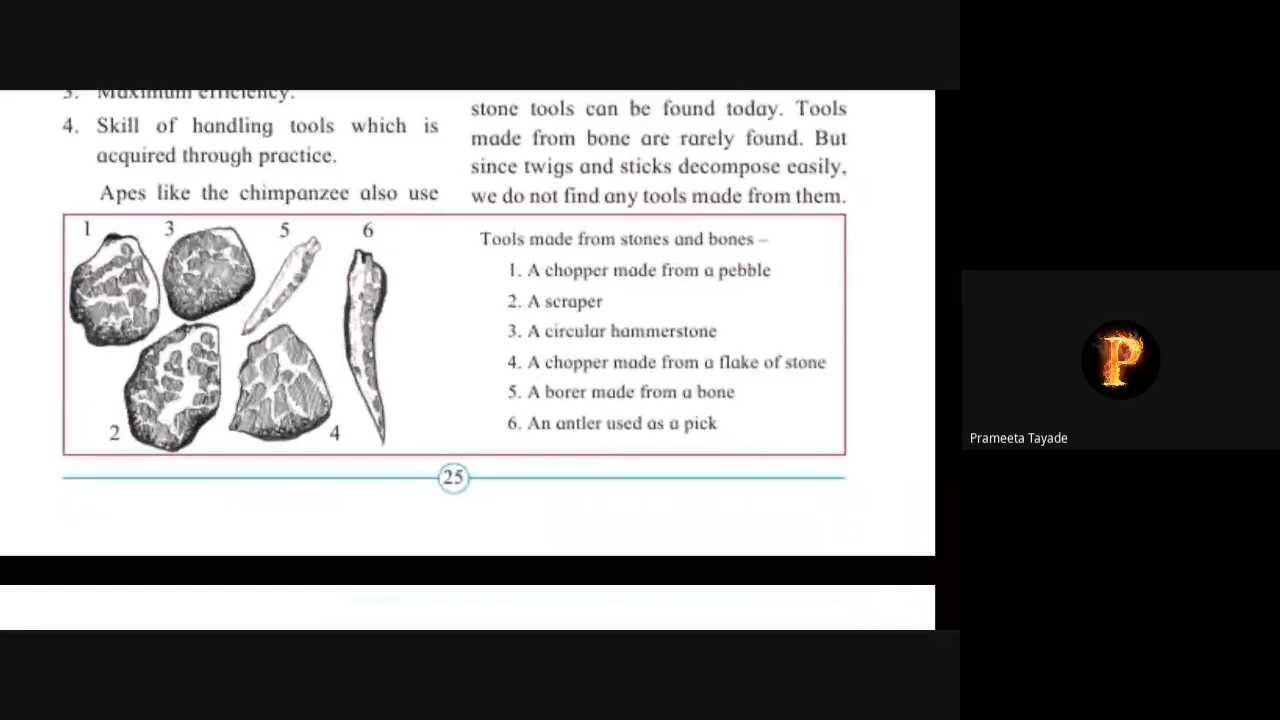 3. Maximum efficiency.
4. Skill of handling tools which is
acquired through practice.
Apes like the chimpanzee also use
stone tools can be found today. Tools
made from bone are rarely found. But
since twigs and sticks decompose easily,
we do not find any tools made from them.
1 3 5 6
2 4
Tools made from stones and bones –
1. A chopper made from a pebble
2. A scraper
3. A circular hammerstone
4. A chopper made from a flake of stone
5. A borer made from a bone
6. An antler used as a pick
25
P
Prameeta Tayade